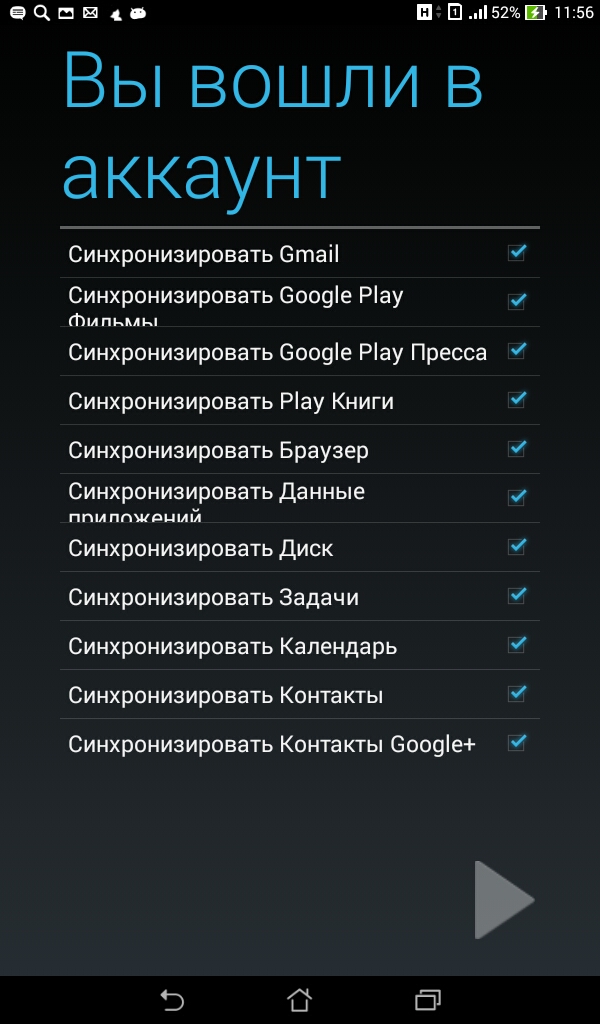 H 1 52% 11:56
Вы вошли в
аккаунт
Синхронизировать Gmail
Синхронизировать Google Play
Фильмы
Синхронизировать Google Play Пресса
Синхронизировать Play Книги
Синхронизировать Браузер
Синхронизировать Данные
приложений
Синхронизировать Диск
Синхронизировать Задачи
Синхронизировать Календарь
Синхронизировать Контакты
Синхронизировать Контакты Google+